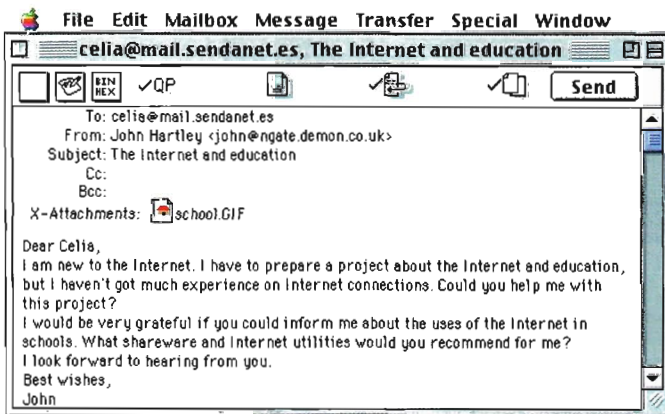 File Edit Mailbox Message Transfer Special Window
celia@mail.sendanet.es, The Internet and education
BIN HEX QP Send
To: celia@mail.sendanet.es
From: John Hartley <john@ngate.demon.co.uk>
Subject: The Internet and education
Cc:
Bcc:
X-Attachments: school.GIF
Dear Celia,
I am new to the Internet. I have to prepare a project about the Internet and education,
but I haven't got much experience on Internet connections. Could you help me with
this project?
I would be very grateful if you could inform me about the uses of the Internet in
schools. What shareware and Internet utilities would you recommend for me?
I look forward to hearing from you.
Best wishes,
John